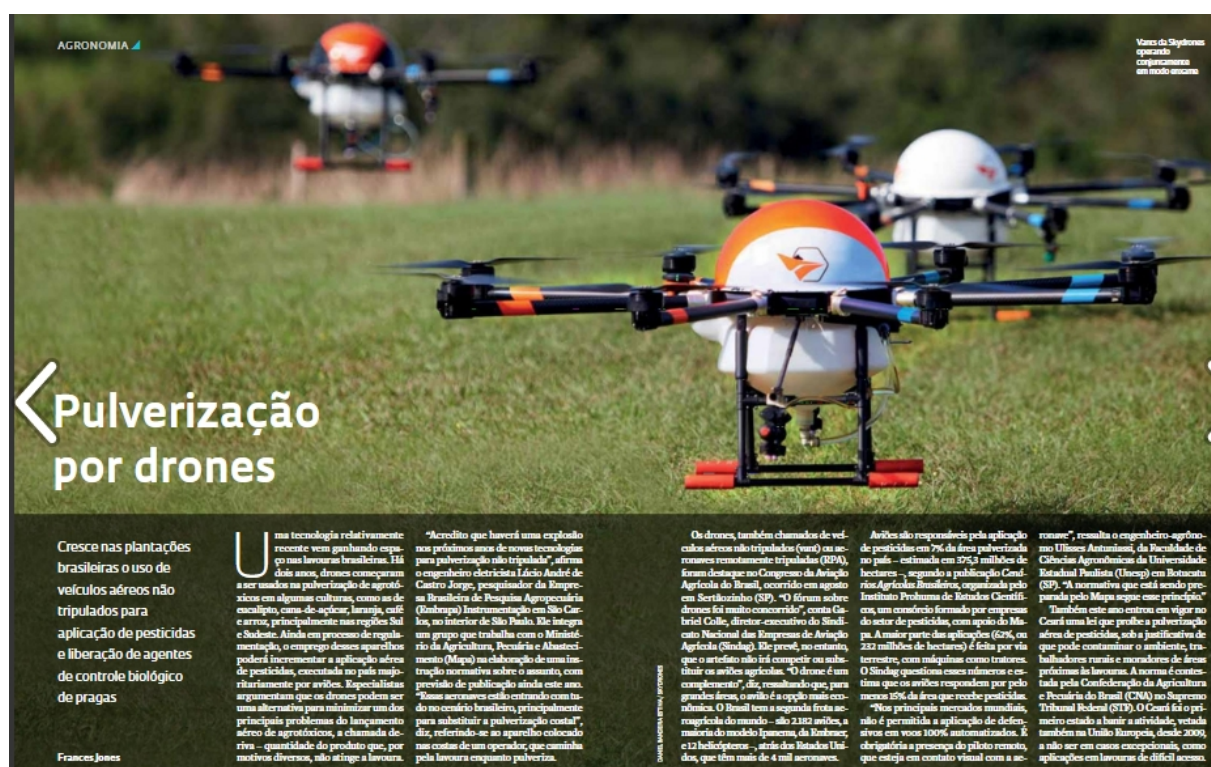 AGRONOMIA
Vants da Skydrones
operando
conjuntamente
em modo enxame
Pulverização
por drones
Cresce nas plantações
brasileiras o uso de
veículos aéreos não
tripulados para
aplicação de pesticidas
e liberação de agentes
de controle biológico
de pragas
Frances Jones
Uma tecnologia relativamente
recente vem ganhando espa-
ço nas lavouras brasileiras. Há
dois anos, drones começaram
a ser usados na pulverização de agrotó-
xicos em algumas culturas, como as de
eucalipto, cana-de-açúcar, laranja, café
e arroz, principalmente nas regiões Sul
e Sudeste. Ainda em processo de regula-
mentação, o emprego desses aparelhos
poderá incrementar a aplicação aérea
de pesticidas, executada no país majo-
ritariamente por aviões. Especialistas
argumentam que os drones podem ser
uma alternativa para minimizar um dos
principais problemas do lançamento
aéreo de agrotóxicos, a chamada de-
riva – quantidade do produto que, por
motivos diversos, não atinge a lavoura.
“Acredito que haverá uma explosão
nos próximos anos de novas tecnologias
para pulverização não tripulada”, afirma
o engenheiro eletricista Lúcio André de
Castro Jorge, pesquisador da Empre-
sa Brasileira de Pesquisa Agropecuária
(Embrapa) Instrumentação em São Car-
los, no interior de São Paulo. Ele integra
um grupo que trabalha com o Ministé-
rio da Agricultura, Pecuária e Abasteci-
mento (Mapa) na elaboração de uma ins-
trução normativa sobre o assunto, com
previsão de publicação ainda este ano.
“Essas aeronaves estão entrando com tu-
do no cenário brasileiro, principalmente
para substituir a pulverização costal”,
diz, referindo-se ao aparelho colocado
nas costas de um operador, que caminha
pela lavoura enquanto pulveriza.
Os drones, também chamados de veí-
culos aéreos não tripulados (vant) ou ae-
ronaves remotamente tripuladas (RPA),
foram destaque no Congresso da Aviação
Agrícola do Brasil, ocorrido em agosto
em Sertãozinho (SP). “O fórum sobre
drones foi muito concorrido”, conta Ga-
briel Colle, diretor-executivo do Sindi-
cato Nacional das Empresas de Aviação
Agrícola (Sindag). Ele prevê, no entanto,
que o artefato não irá competir ou subs-
tituir os aviões agrícolas. “O drone é um
complemento”, diz, ressaltando que, para
grandes áreas, o avião é a opção mais eco-
nômica. O Brasil tem a segunda frota ae-
roagrícola do mundo – são 2.182 aviões, a
maioria do modelo Ipanema, da Embraer,
e 12 helicópteros –, atrás dos Estados Uni-
dos, que têm mais de 4 mil aeronaves.
Aviões são responsáveis pela aplicação
de pesticidas em 7% da área pulverizada
no país – estimada em 375,3 milhões de
hectares –, segundo a publicação Cená-
rios Agrícolas Brasileiros, coordenada pelo
Instituto Prohuma de Estudos Científi-
cos, um consórcio formado por empresas
do setor de pesticidas, com apoio do Ma-
pa. A maior parte das aplicações (62%, ou
232 milhões de hectares) é feita por via
terrestre, com máquinas como tratores.
O Sindag questiona esses números e es-
tima que os aviões respondem por pelo
menos 15% da área que recebe pesticidas.
“Nos principais mercados mundiais,
não é permitida a aplicação de defen-
sivos em voos 100% automatizados. É
obrigatória a presença do piloto remoto,
que esteja em contato visual com a ae-
ronave”, ressalta o engenheiro-agrôno-
mo Ulisses Antuniassi, da Faculdade de
Ciências Agronômicas da Universidade
Estadual Paulista (Unesp) em Botucatu
(SP). “A normativa que está sendo pre-
parada pelo Mapa segue esse princípio.”
Também este ano entrou em vigor no
Ceará uma lei que proíbe a pulverização
aérea de pesticidas, sob a justificativa de
que pode contaminar o ambiente, tra-
balhadores rurais e moradores de áreas
próximas às lavouras. A norma é contes-
tada pela Confederação da Agricultura
e Pecuária do Brasil (CNA) no Supremo
Tribunal Federal (STF). O Ceará foi o pri-
meiro estado a banir a atividade, vetada
também na União Europeia, desde 2009,
a não ser em casos excepcionais, como
aplicações em lavouras de difícil acesso.